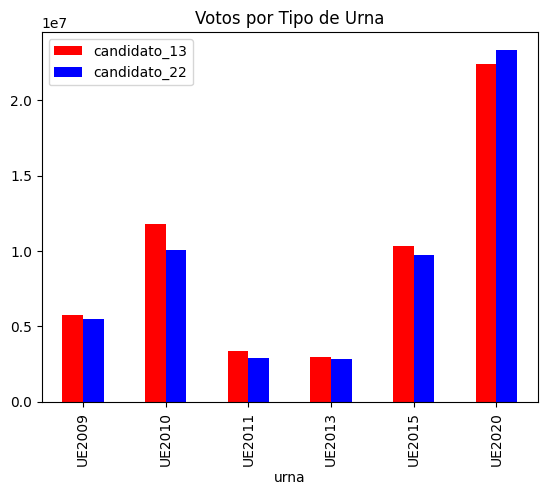 Votos por Tipo de Urna
1e7
candidato_13
candidato_22
2.0
1.5
1.0
0.5
0.0
UE2009
UE2010
UE2011
UE2013
UE2015
UE2020
urna